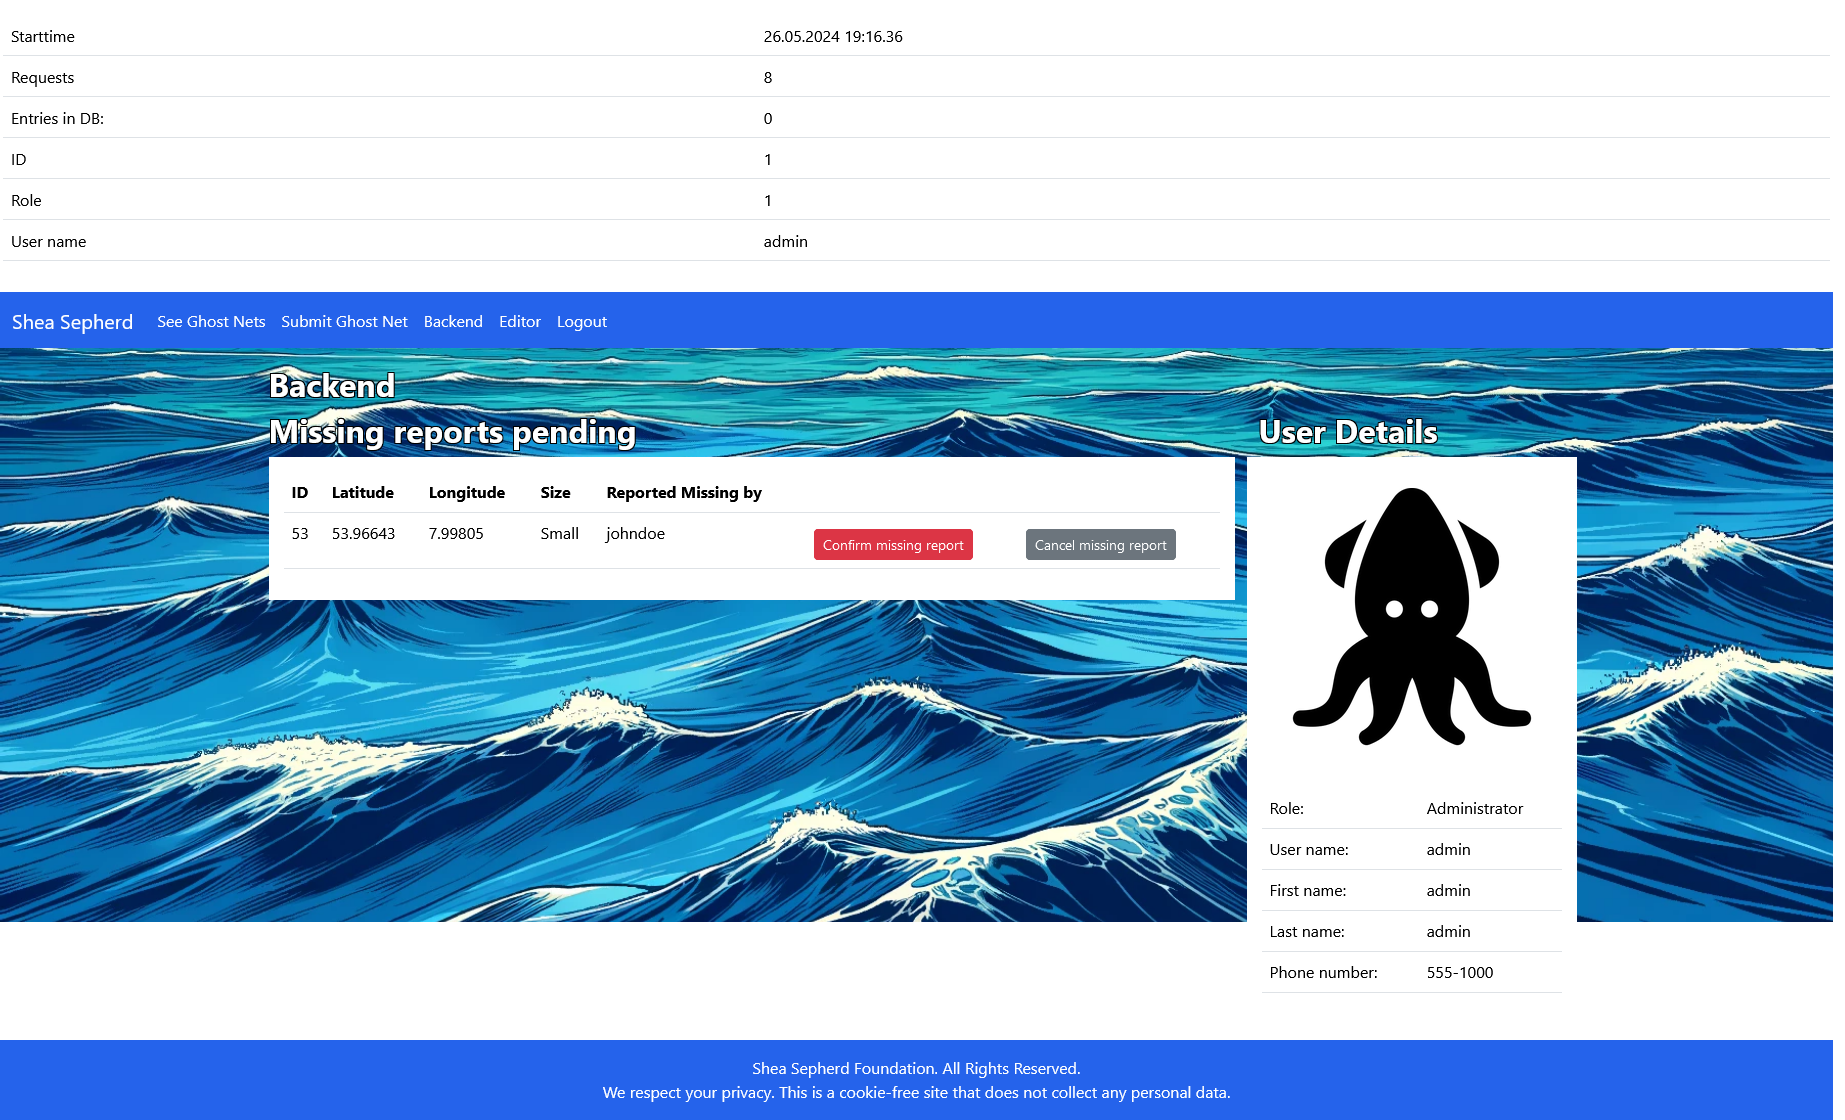 Starttime 26.05.2024 19:16.36
Requests 8
Entries in DB: 0
ID 1
Role 1
User name admin
Shea Sepherd See Ghost Nets Submit Ghost Net Backend Editor Logout
Backend
Missing reports pending
ID Latitude Longitude Size Reported Missing by
53 53.96643 7.99805 Small johndoe Confirm missing report Cancel missing report
User Details
Role: Administrator
User name: admin
First name: admin
Last name: admin
Phone number: 555-1000
Shea Sepherd Foundation. All Rights Reserved.
We respect your privacy. This is a cookie-free site that does not collect any personal data.